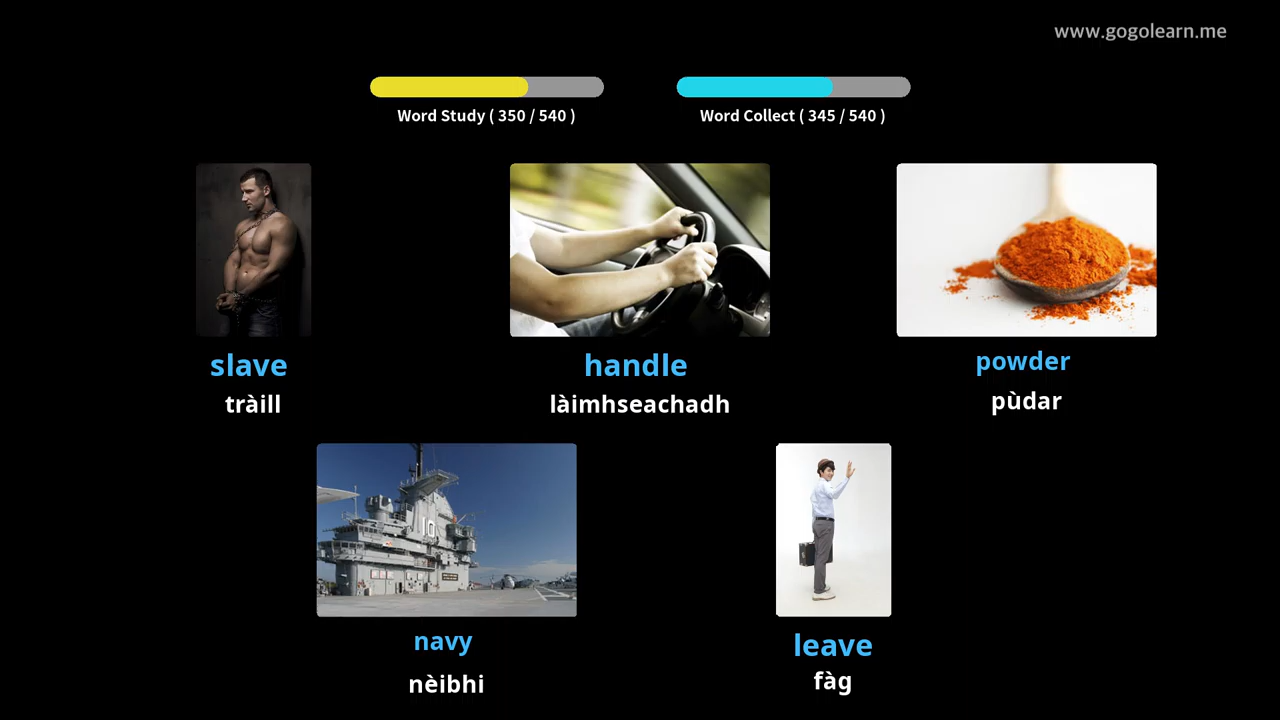 www.gogolearn.me
Word Study ( 350 / 540 )
Word Collect ( 345 / 540 )
slave
tràill
handle
làimhseachadh
powder
pùdar
10
navy
nèibhi
leave
fàg